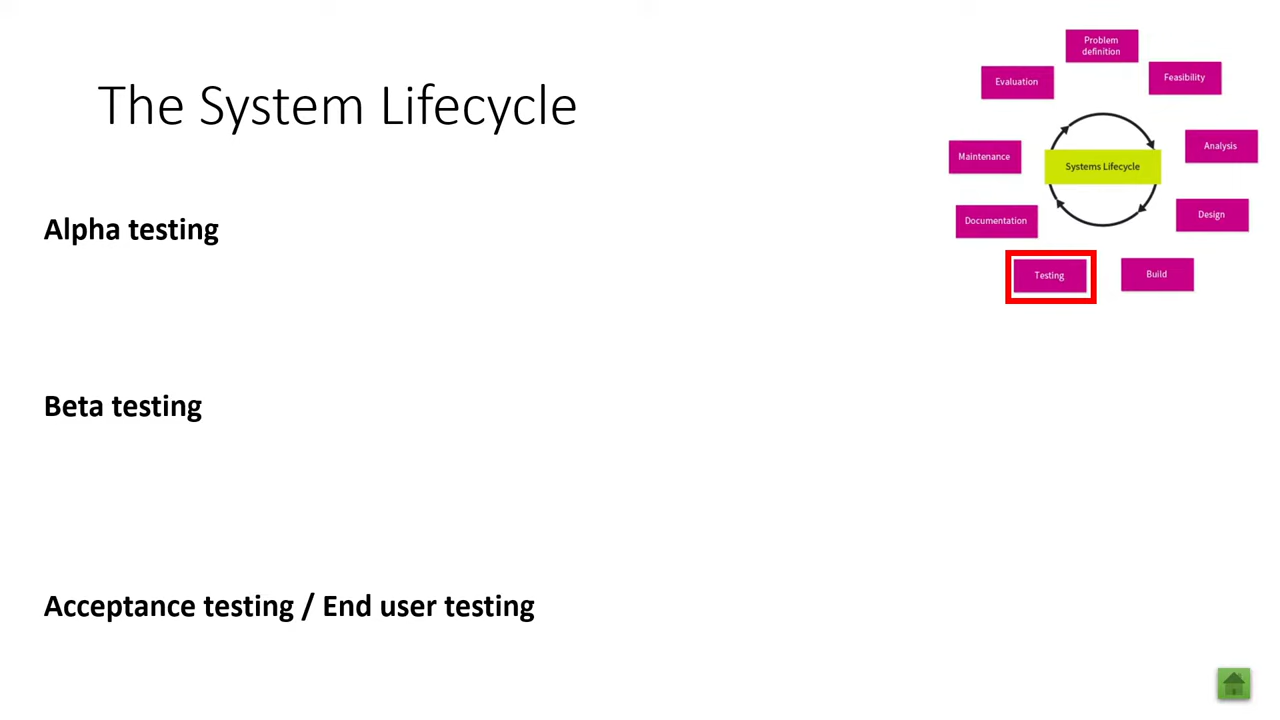 The System Lifecycle
Problem
definition
Evaluation
Feasibility
Maintenance
Systems Lifecycle
Analysis
Documentation
Design
Testing
Build
Alpha testing
Beta testing
Acceptance testing / End user testing